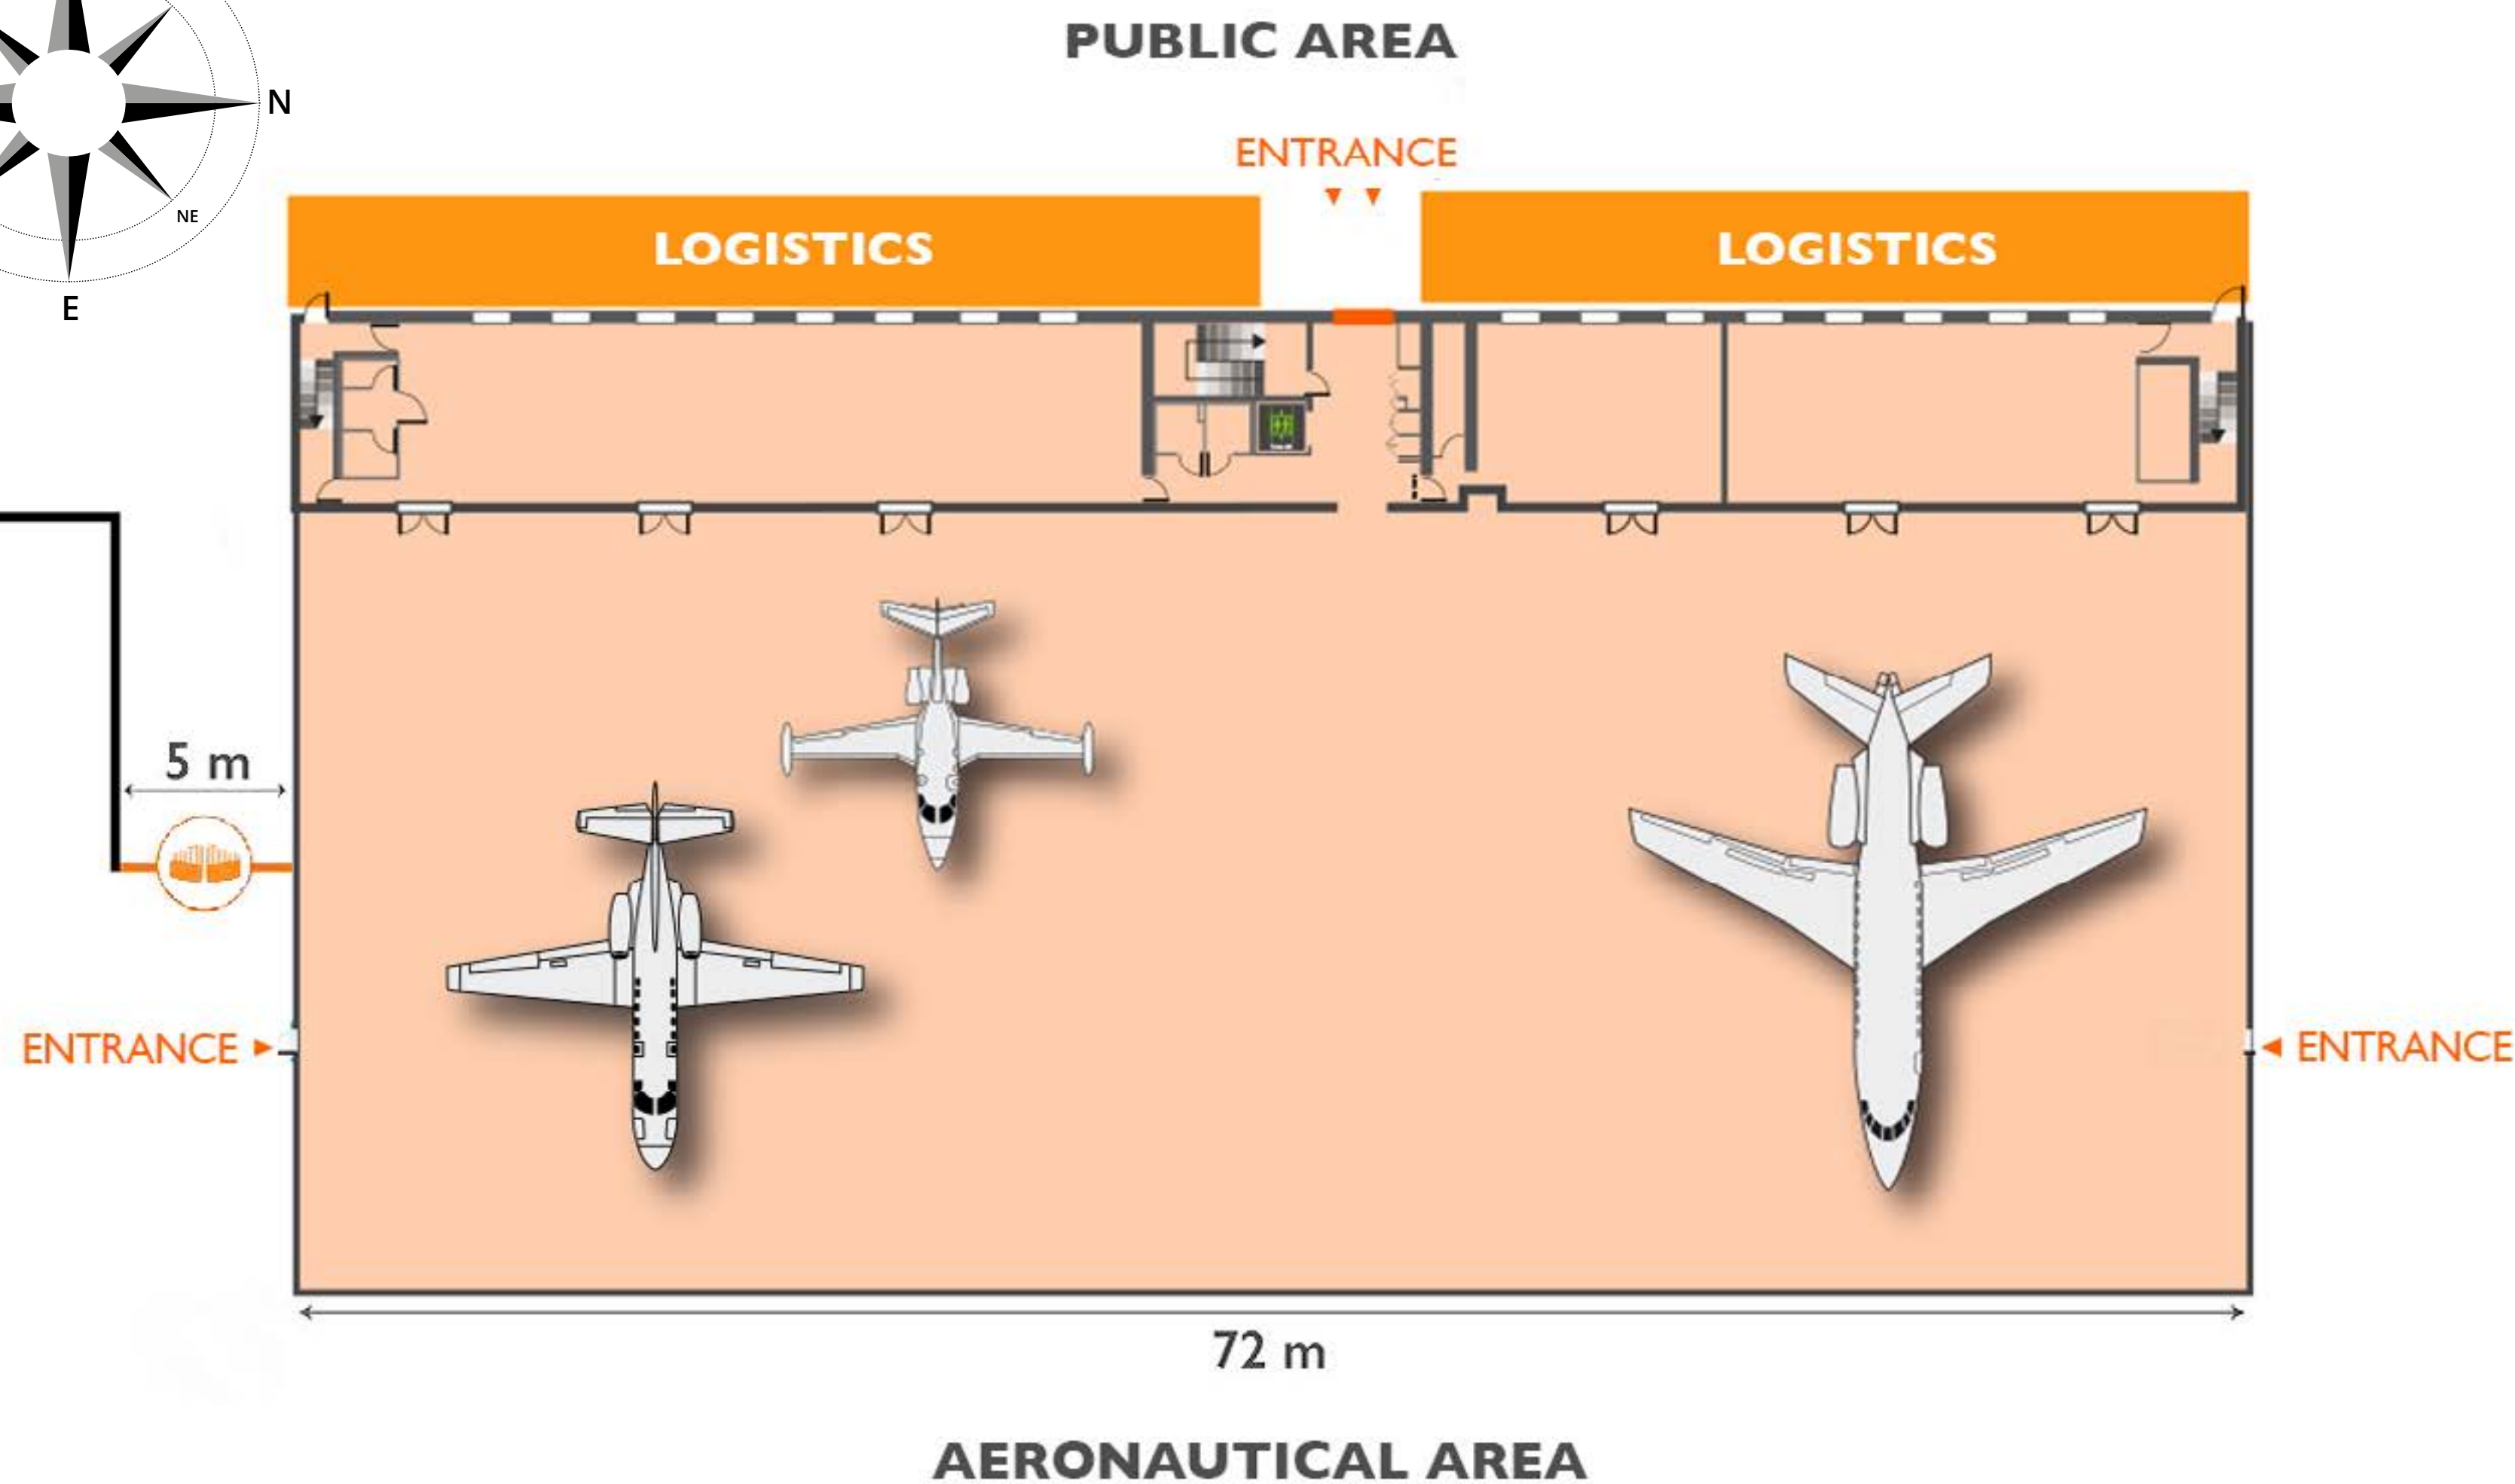 PUBLIC AREA
N
ENTRANCE
NE
LOGISTICS
LOGISTICS
E
5 m
ENTRANCE
ENTRANCE
72 m
AERONAUTICAL AREA